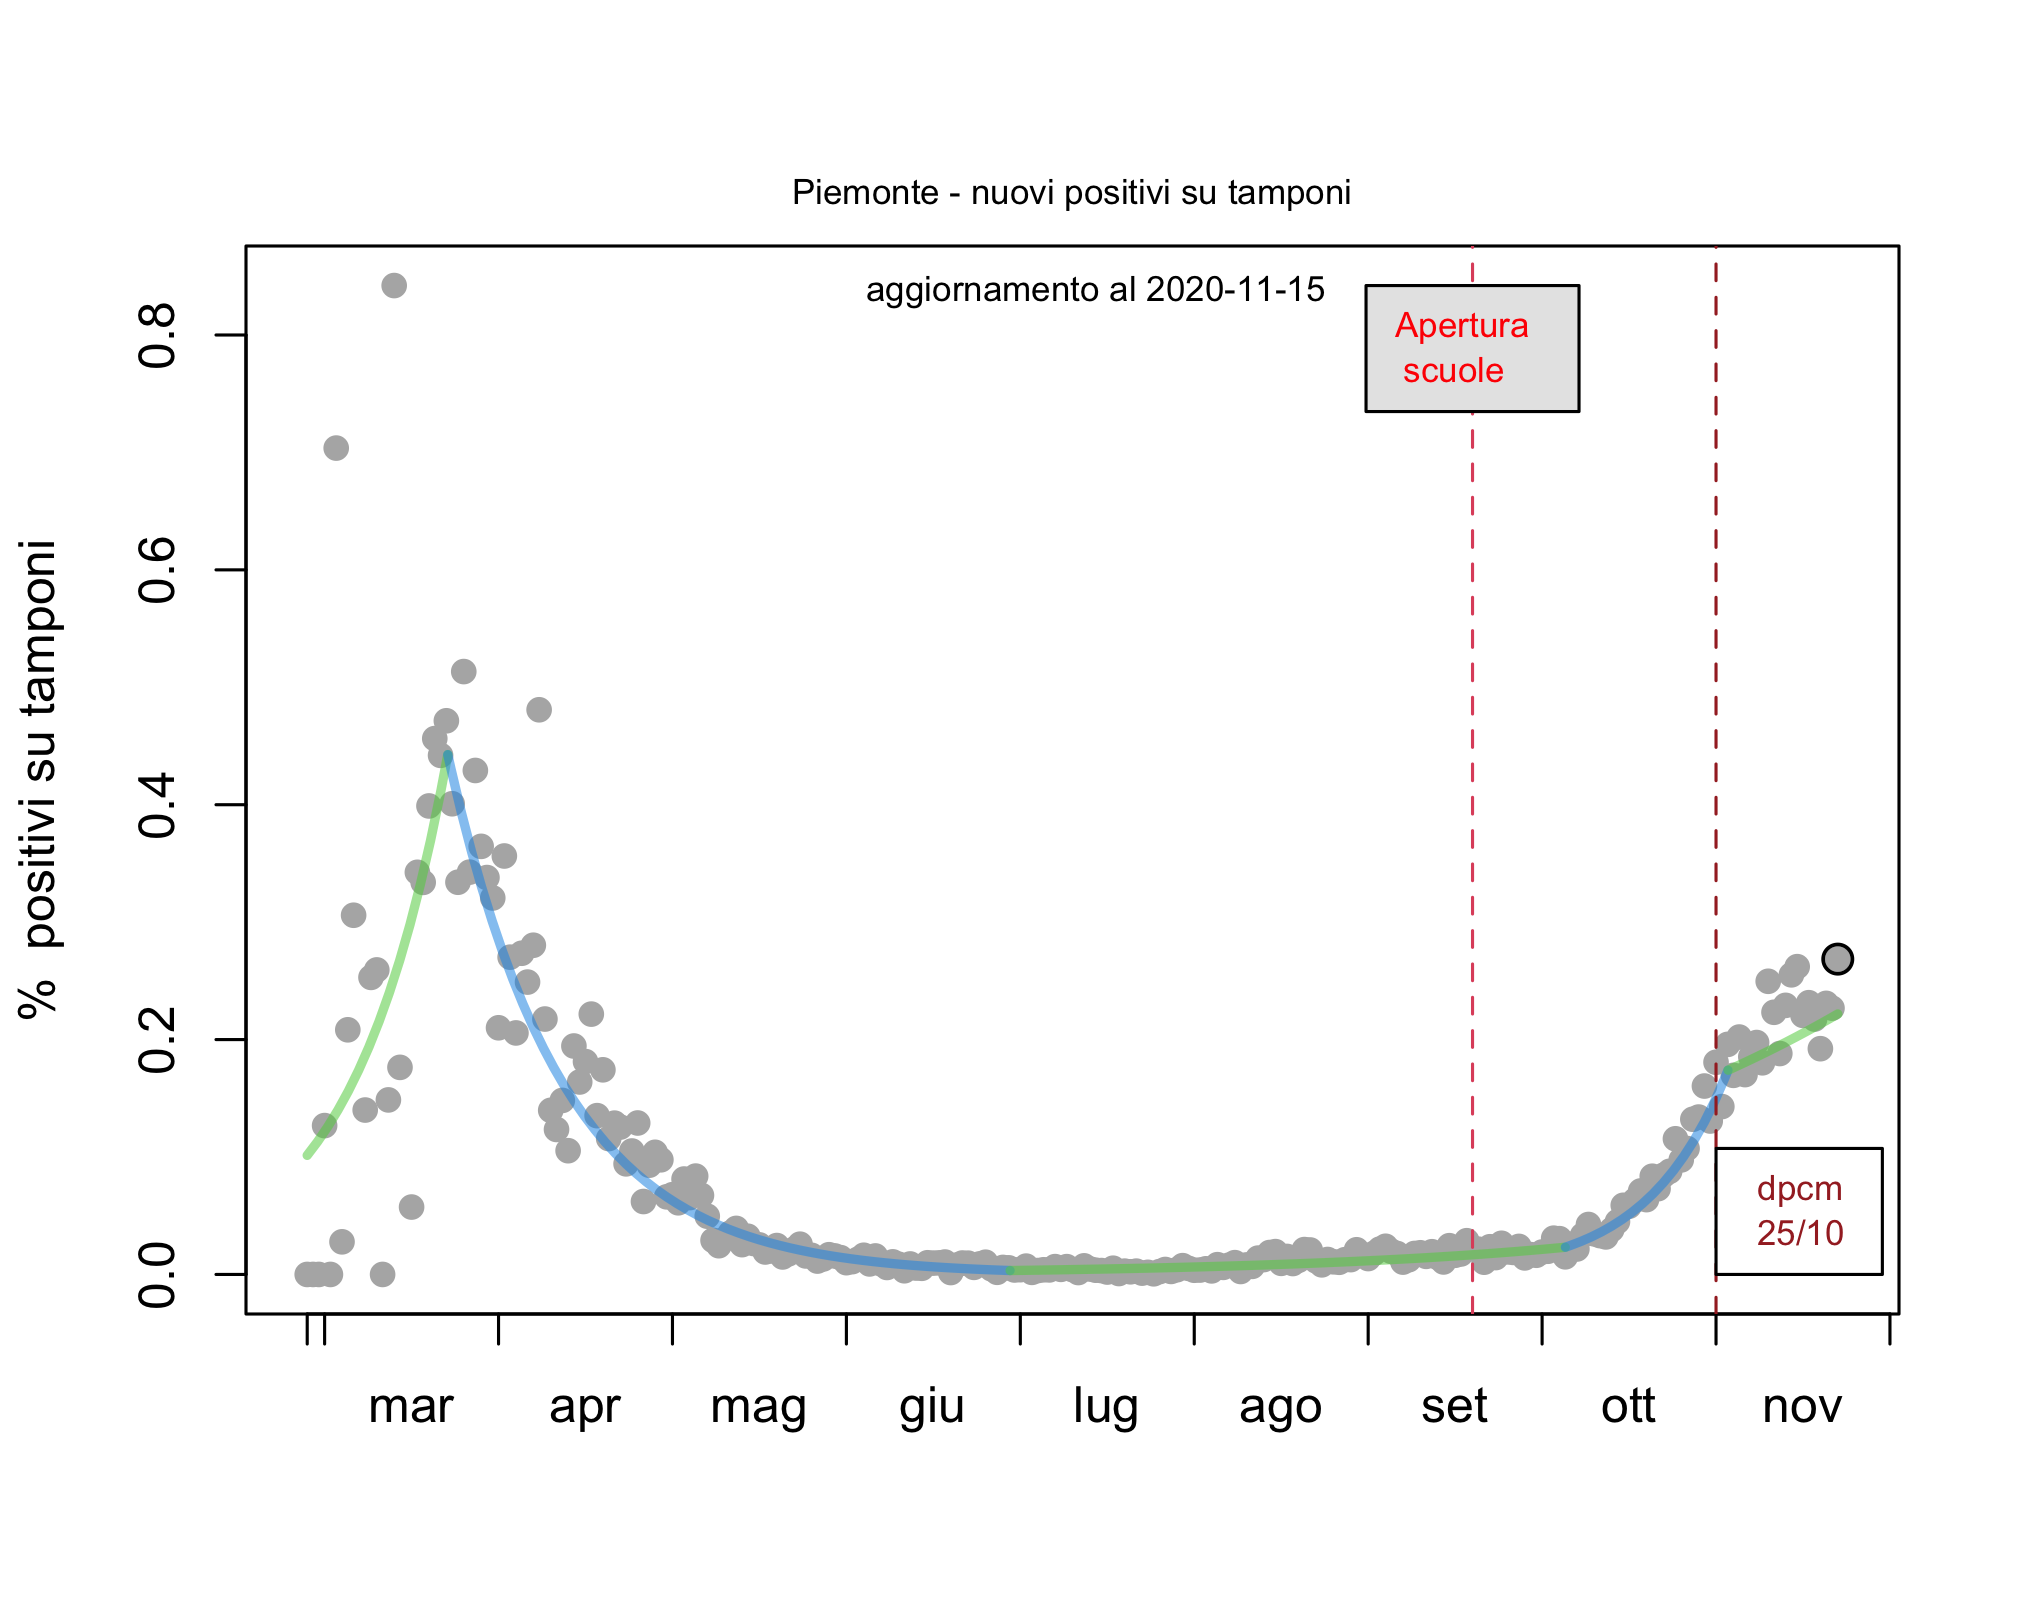 Piemonte - nuovi positivi su tamponi
aggiornamento al 2020-11-15
Apertura
scuole
% positivi su tamponi
0.8
0.6
0.4
0.2
0.0
dpcm
25/10
mar apr mag giu lug ago set ott nov